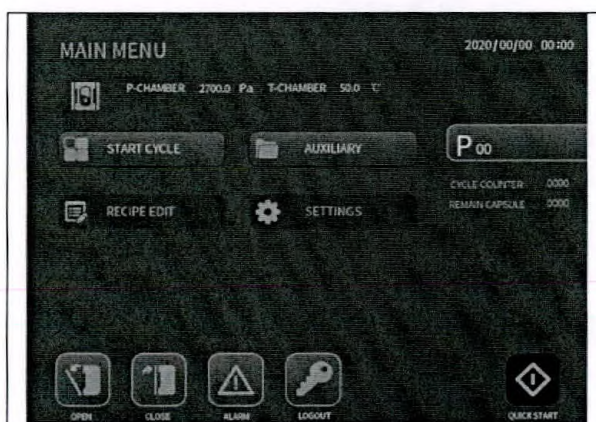 MAIN MENU
2020/00/00 00:00
P-CHAMBER 2700.0 Pa T-CHAMBER 50.0 ℃
START CYCLE
AUXILIARY
P 00
CYCLE COUNTER 0000
REMAIN CAPSULE 0000
RECIPE EDIT
SETTINGS
OPEN
CLOSE
ALARM
LOGOUT
QUICK START